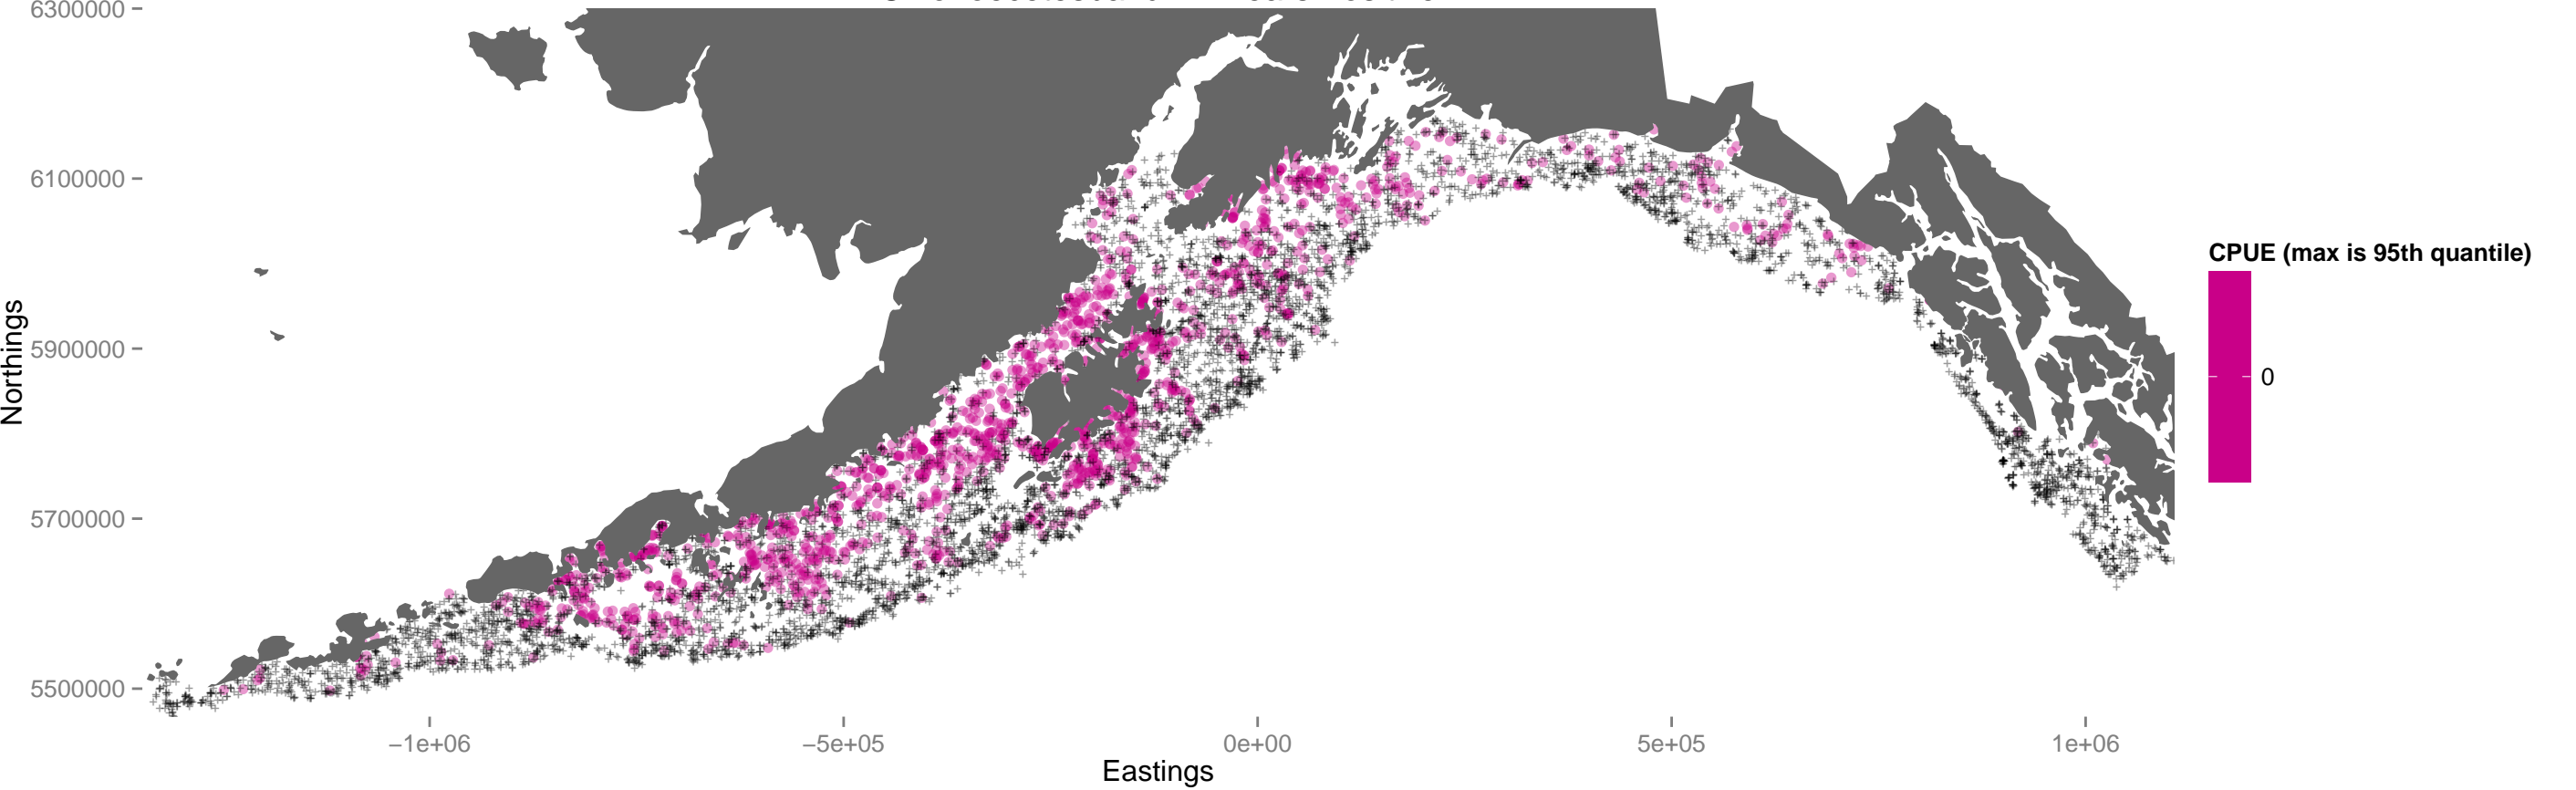 6300000
6100000
5900000
5700000
5500000
Northings
−1e+06
−5e+05
0e+00
5e+05
1e+06
Eastings
CPUE (max is 95th quantile)
0